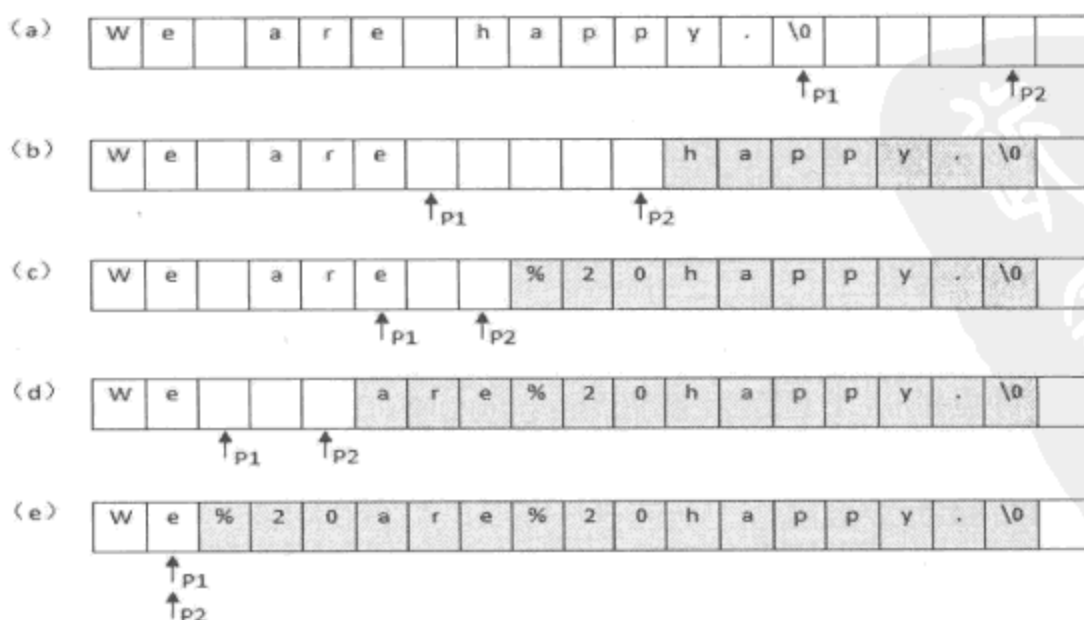 (a) W e a r e h a p p y . \0
P1 P2
(b) W e a r e h a p p y . \0
P1 P2
(c) W e a r e % 2 0 h a p p y . \0
P1 P2
(d) W e a r e % 2 0 h a p p y . \0
P1 P2
(e) W e % 2 0 a r e % 2 0 h a p p y . \0
P1
P2